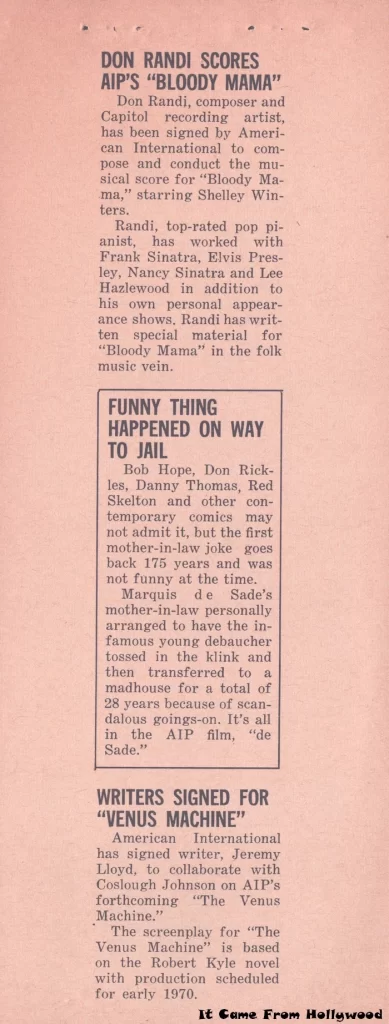 DON RANDI SCORES
AIP'S "BLOODY MAMA"
Don Randi, composer and
Capitol recording artist,
has been signed by Ameri-
can International to com-
pose and conduct the mu-
sical score for "Bloody Ma-
ma," starring Shelley Win-
ters.
Randi, top-rated pop pi-
anist, has worked with
Frank Sinatra, Elvis Pres-
ley, Nancy Sinatra and Lee
Hazlewood in addition to
his own personal appear-
ance shows. Randi has writ-
ten special material for
"Bloody Mama" in the folk
music vein.
FUNNY THING
HAPPENED ON WAY
TO JAIL
Bob Hope, Don Rick-
les, Danny Thomas, Red
Skelton and other con-
temporary comics may
not admit it, but the first
mother-in-law joke goes
back 175 years and was
not funny at the time.
Marquis de Sade's
mother-in-law personally
arranged to have the in-
famous young debaucher
tossed in the klink and
then transferred to a
madhouse for a total of
28 years because of scan-
dalous goings-on. It's all
in the AIP film, "de
Sade."
WRITERS SIGNED FOR
"VENUS MACHINE"
American International
has signed writer, Jeremy
Lloyd, to collaborate with
Coslough Johnson on AIP's
forthcoming "The Venus
Machine."
The screenplay for "The
Venus Machine" is based
on the Robert Kyle novel
with production scheduled
for early 1970.
It Came From Hollywood